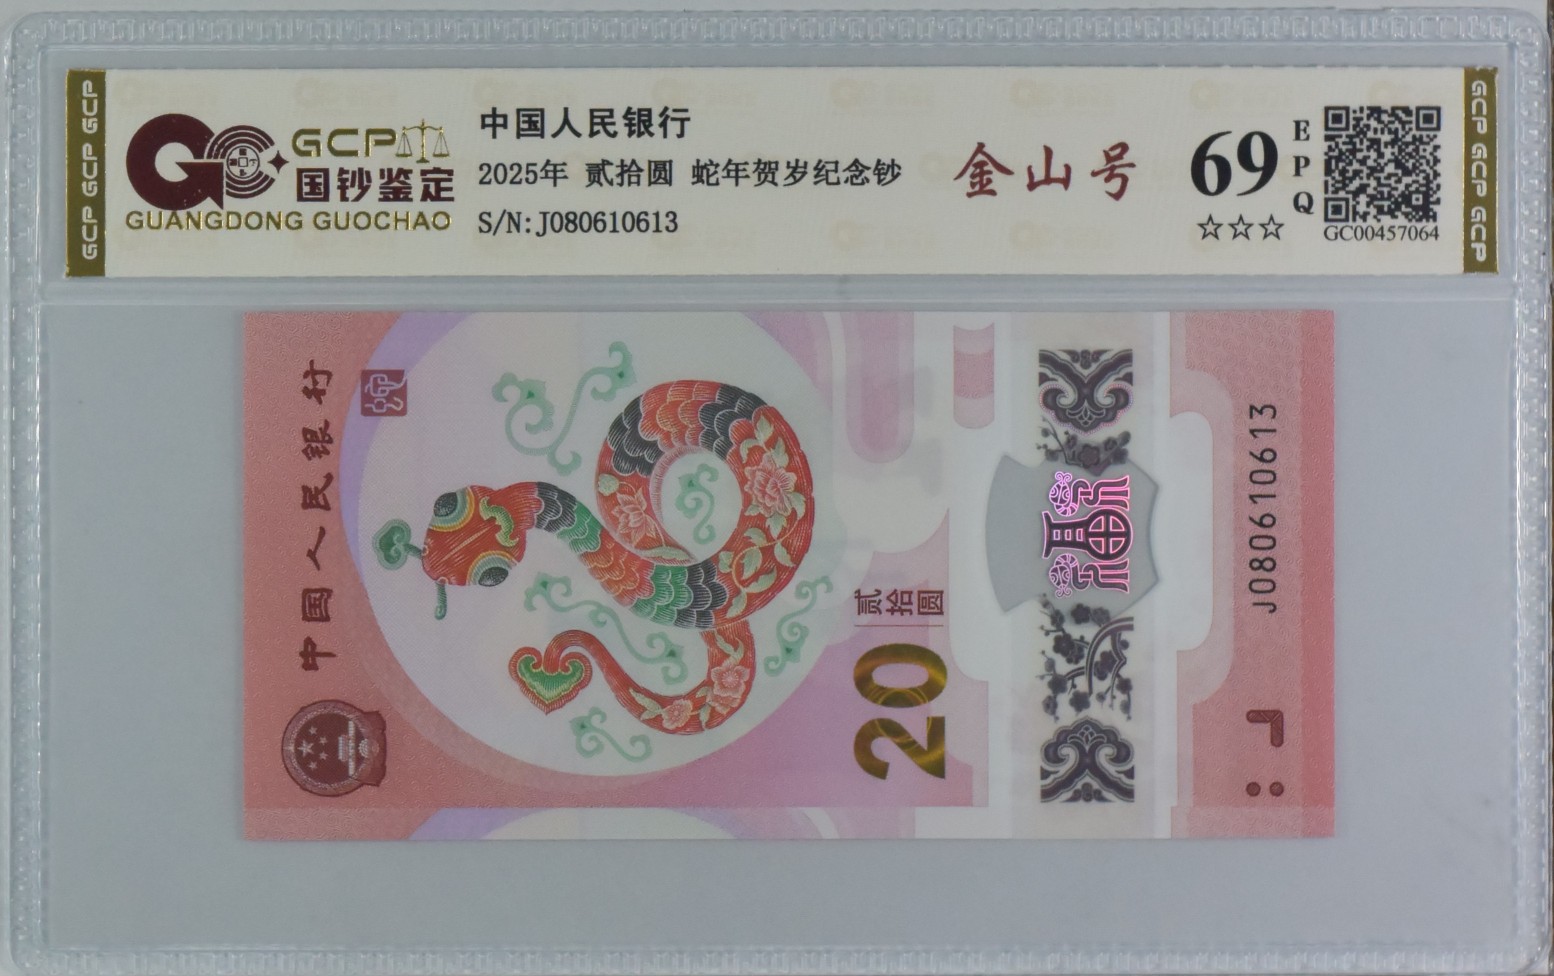 GCP GCP GCP
GCP
国钞鉴定
GUANGDONG GUOCHAO
中国人民银行
2025年 贰拾圆 蛇年贺岁纪念钞
S/N:J080610613
金山号
69
EPQ
☆☆☆
GC00457064
GCP GCP GCP
中国人民银行
贰拾圆
20
J080610613